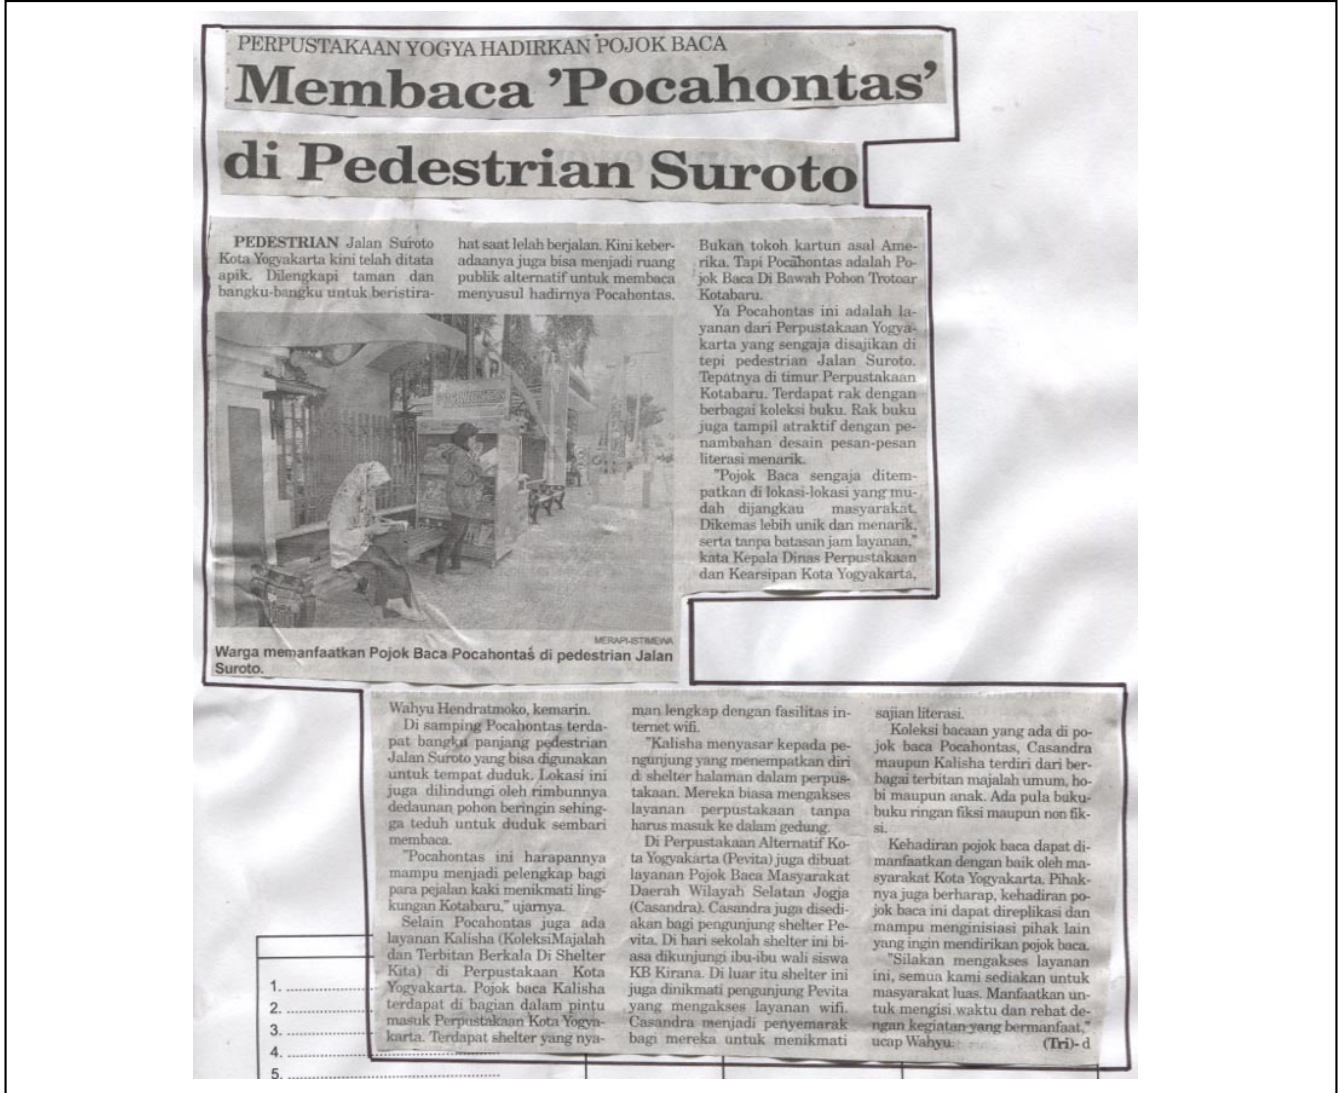 PERPUSTAKAAN YOGYA HADIRKAN POJOK BACA
Membaca 'Pocahontas'
di Pedestrian Suroto
PEDESTRIAN Jalan Suroto
Kota Yogyakarta kini telah ditata
apik. Dilengkapi taman dan
bangku-bangku untuk beristira-
hat saat lelah berjalan. Kini keber-
adaanya juga bisa menjadi ruang
publik alternatif untuk membaca
menyusul hadirnya Pocahontas.
Bukan tokoh kartun asal Ame-
rika. Tapi Pocahontas adalah Po-
jok Baca Di Bawah Pohon Trotoar
Kotabaru.
Ya Pocahontas ini adalah la-
yanan dari Perpustakaan Yogya-
karta yang sengaja disajikan di
tepi pedestrian Jalan Suroto.
Tepatnya di timur Perpustakaan
Kotabaru. Terdapat rak dengan
berbagai koleksi buku. Rak buku
juga tampil atraktif dengan pe-
nambahan desain pesan-pesan
literasi menarik.
"Pojok Baca sengaja ditem-
patkan di lokasi-lokasi yang mu-
dah dijangkau masyarakat.
Dikemas lebih unik dan menarik,
serta tanpa batasan jam layanan,"
kata Kepala Dinas Perpustakaan
dan Kearsipan Kota Yogyakarta,
POCAHONTAS
MERAPI-ISTIMEWA
Warga memanfaatkan Pojok Baca Pocahontas di pedestrian Jalan
Suroto.
Wahyu Hendratmoko, kemarin.
Di samping Pocahontas terda-
pat bangku panjang pedestrian
Jalan Suroto yang bisa digunakan
untuk tempat duduk. Lokasi ini
juga dilindungi oleh rimbunnya
dedaunan pohon beringin sehing-
ga teduh untuk duduk sembari
membaca.
"Pocahontas ini harapannya
mampu menjadi pelengkap bagi
para pejalan kaki menikmati ling-
kungan Kotabaru," ujarnya.
Selain Pocahontas juga ada
layanan Kalisha (KoleksiMajalah
dan Terbitan Berkala Di Shelter
Kita) di Perpustakaan Kota
Yogyakarta. Pojok baca Kalisha
terdapat di bagian dalam pintu
masuk Perpustakaan Kota Yogya-
karta. Terdapat shelter yang nya-
man lengkap dengan fasilitas in-
ternet wifi.
"Kalisha menyasar kepada pe-
ngunjung yang menempatkan diri
di shelter halaman dalam perpus-
takaan. Mereka biasa mengakses
layanan perpustakaan tanpa
harus masuk ke dalam gedung.
Di Perpustakaan Alternatif Ko-
ta Yogyakarta (Pevita) juga dibuat
layanan Pojok Baca Masyarakat
Daerah Wilayah Selatan Jogja
(Casandra). Casandra juga disedi-
akan bagi pengunjung shelter Pe-
vita. Di hari sekolah shelter ini bi-
asa dikunjungi ibu-ibu wali siswa
KB Kirana. Di luar itu shelter ini
juga dinikmati pengunjung Pevita
yang mengakses layanan wifi.
Casandra menjadi penyemarak
bagi mereka untuk menikmati
sajian literasi.
Koleksi bacaan yang ada di po-
jok baca Pocahontas, Casandra
maupun Kalisha terdiri dari ber-
bagai terbitan majalah umum, ho-
bi maupun anak. Ada pula buku-
buku ringan fiksi maupun non fik-
si.
Kehadiran pojok baca dapat di-
manfaatkan dengan baik oleh ma-
syarakat Kota Yogyakarta. Pihak-
nya juga berharap, kehadiran po-
jok baca ini dapat direplikasi dan
mampu menginisiasi pihak lain
yang ingin mendirikan pojok baca.
"Silakan mengakses layanan
ini, semua kami sediakan untuk
masyarakat luas. Manfaatkan un-
tuk mengisi waktu dan rehat de-
ngan kegiatan yang bermanfaat,"
ucap Wahyu. (Tri)- d
1. ....................
2. ....................
3. ....................
4. ....................
5. ....................